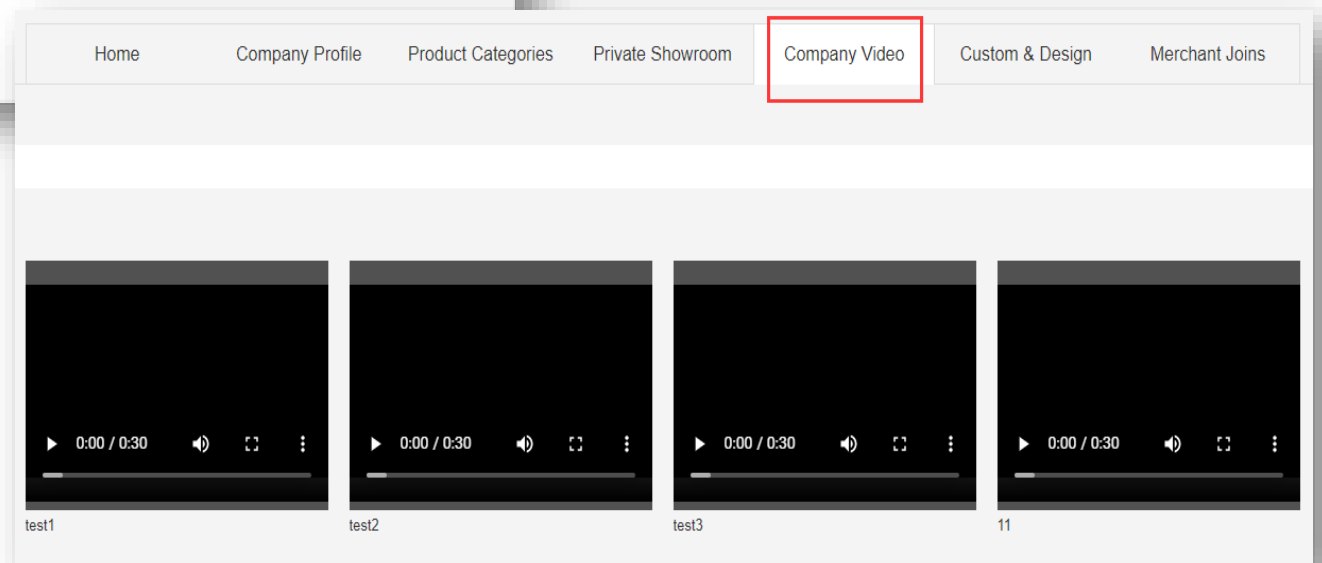 Home Company Profile Product Categories Private Showroom Company Video Custom & Design Merchant Joins
0:00 / 0:30 0:00 / 0:30 0:00 / 0:30 0:00 / 0:30
test1 test2 test3 11